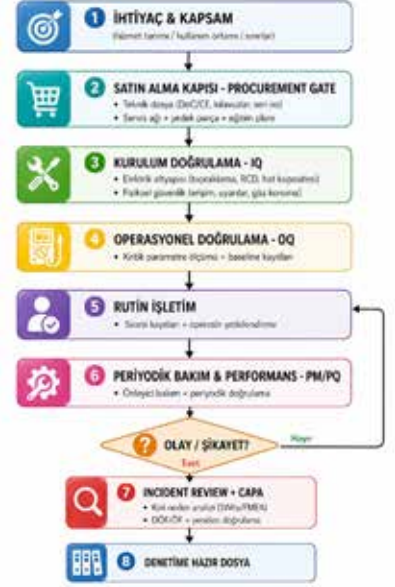 1 İHTİYAÇ & KAPSAM
(hizmet tanımı / kullanım ortamı / sınırlar)
2 SATIN ALMA KAPISI - PROCUREMENT GATE
• Teknik dosya (DoC/CE, kılavuzlar, seri no)
• Servis ağı + yedek parça + eğitim planı
3 KURULUM DOĞRULAMA - IQ
• Elektrik altyapısı (topraklama, RCD, hat kapasitesi)
• Fiziksel güvenlik (erişim, uyarılar, göz koruma)
4 OPERASYONEL DOĞRULAMA - OQ
• Kritik parametre ölçümü + baseline kayıtları
5 RUTİN İŞLETİM
• Seans kayıtları + operatör yetkilendirme
6 PERİYODİK BAKIM & PERFORMANS - PM/PQ
• Önleyici bakım + periyodik doğrulama
? OLAY / ŞİKAYET?
Hayır
Evet
7 INCIDENT REVIEW + CAPA
• Kök neden analizi (5Why/FMEA)
• DÖF/ÖF + yeniden doğrulama
8 DENETİME HAZIR DOSYA